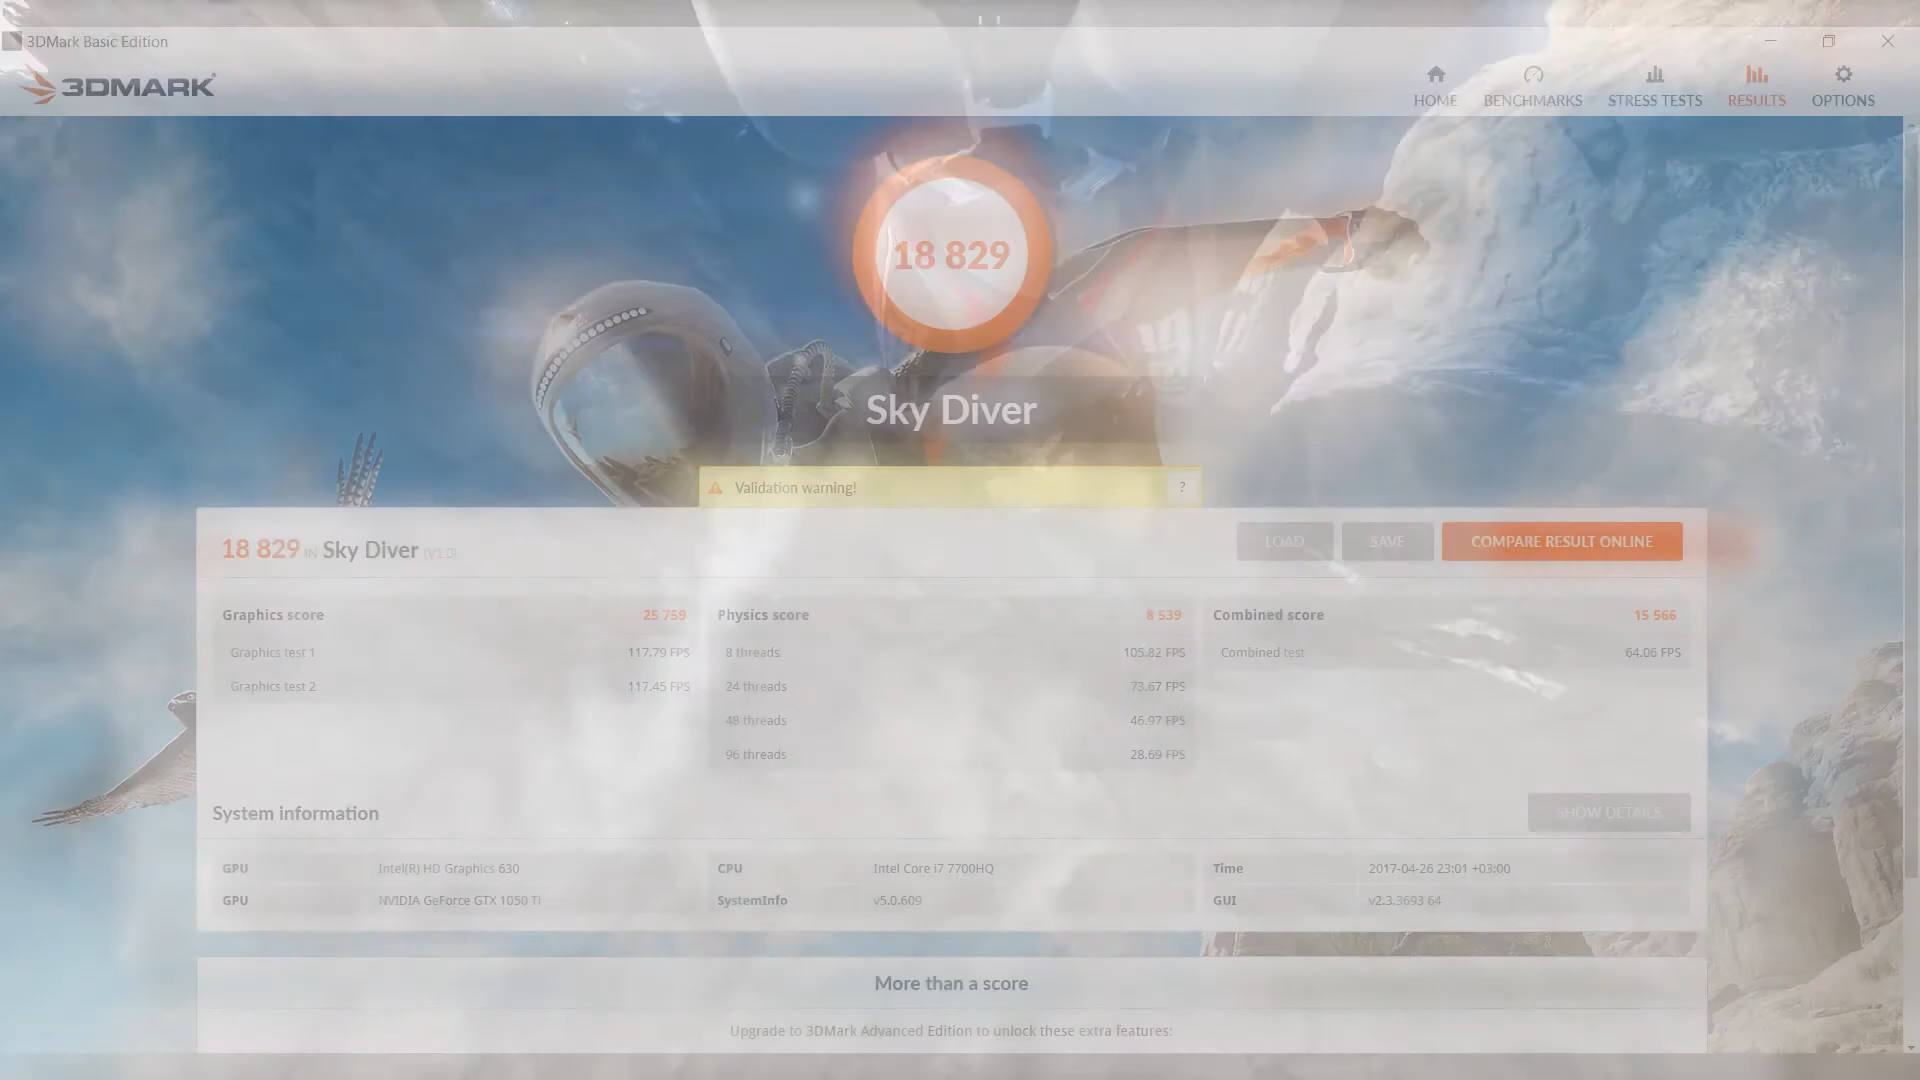 3DMark Basic Edition
3DMARK
HOME BENCHMARKS STRESS TESTS RESULTS OPTIONS
18 829
Sky Diver
Validation warning! ?
18 829 IN Sky Diver (V1.0)
LOAD SAVE COMPARE RESULT ONLINE
Graphics score 25 759
Graphics test 1 117.79 FPS
Graphics test 2 117.45 FPS
Physics score 8 539
8 threads 105.82 FPS
24 threads 73.67 FPS
48 threads 46.97 FPS
96 threads 28.69 FPS
Combined score 15 566
Combined test 64.06 FPS
System information SHOW DETAILS
GPU Intel(R) HD Graphics 630
GPU NVIDIA GeForce GTX 1050 Ti
CPU Intel Core i7 7700HQ
SystemInfo v5.0.609
Time 2017-04-26 23:01 +03:00
GUI v2.3.3693 64
More than a score
Upgrade to 3DMark Advanced Edition to unlock these extra features: